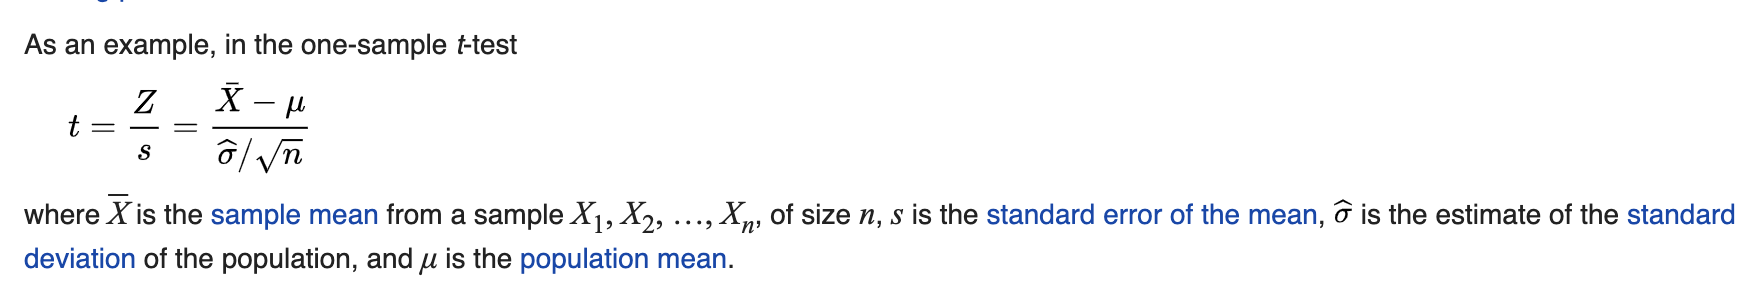 As an example, in the one-sample t-test
t = Z/s = (X̄ − μ)/(σ̂/√n)
where X̄ is the sample mean from a sample X₁, X₂, …, Xₙ, of size n, s is the standard error of the mean, σ̂ is the estimate of the standard
deviation of the population, and μ is the population mean.